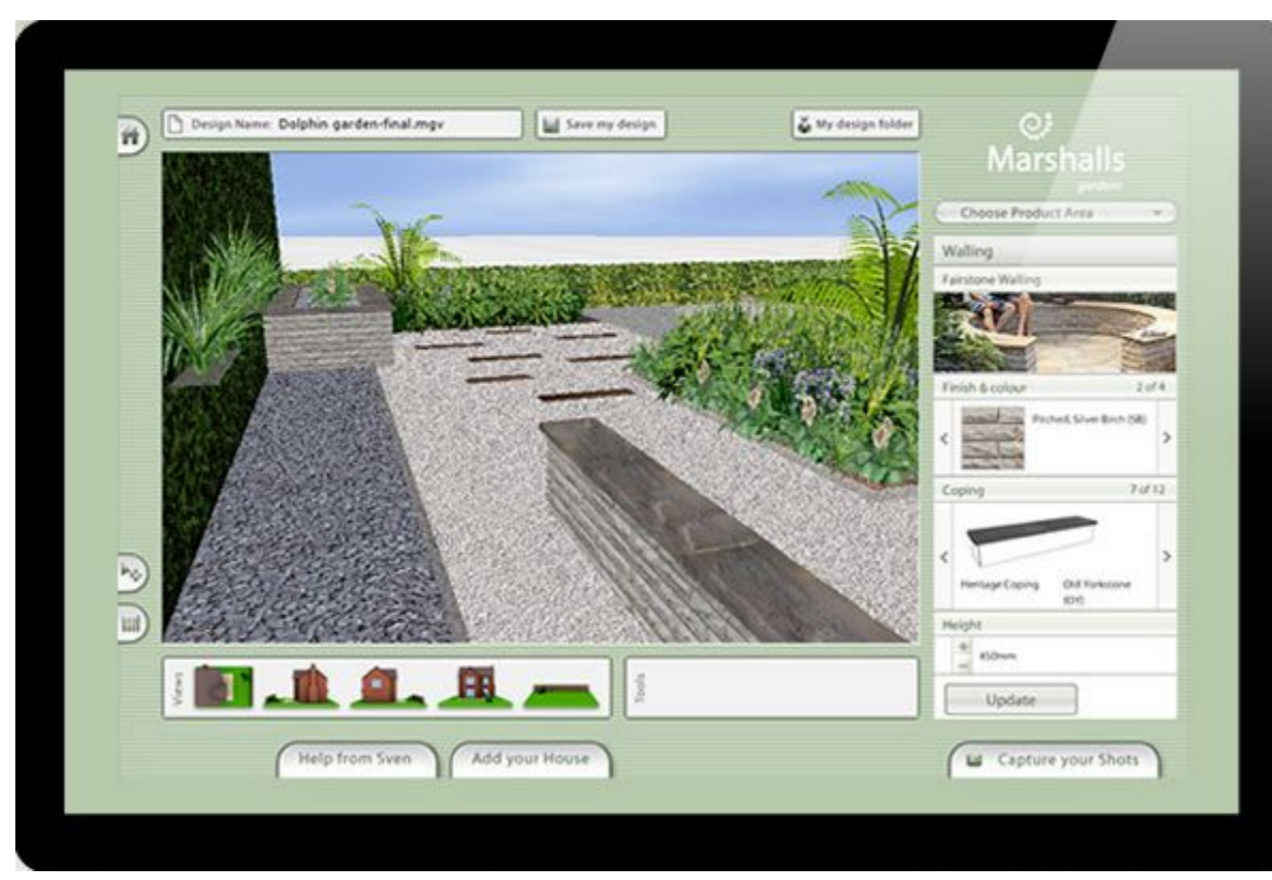 Design Name: Dolphin garden-final.mgv
Save my design
My design folder
Marshalls
gardens
Choose Product Area
Walling
Fairstone Walling
Finish & colour 2 of 4
Pitched, Silver Birch (SB)
Coping 7 of 12
Heritage Coping
Old Yorkstone
(OY)
Height
450mm
Update
Views
Tools
Help from Sven
Add your House
Capture your Shots